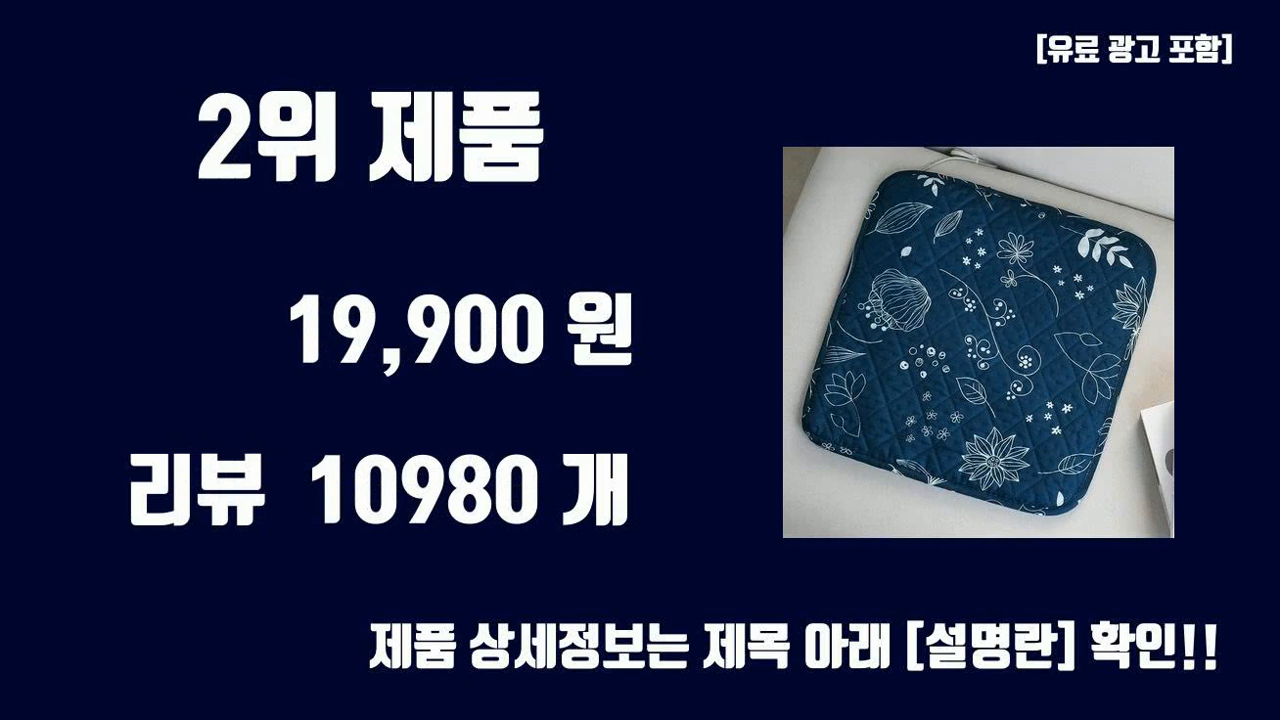 [유료 광고 포함]
2위 제품
19,900 원
리뷰 10980 개
제품 상세정보는 제목 아래 [설명란] 확인!!